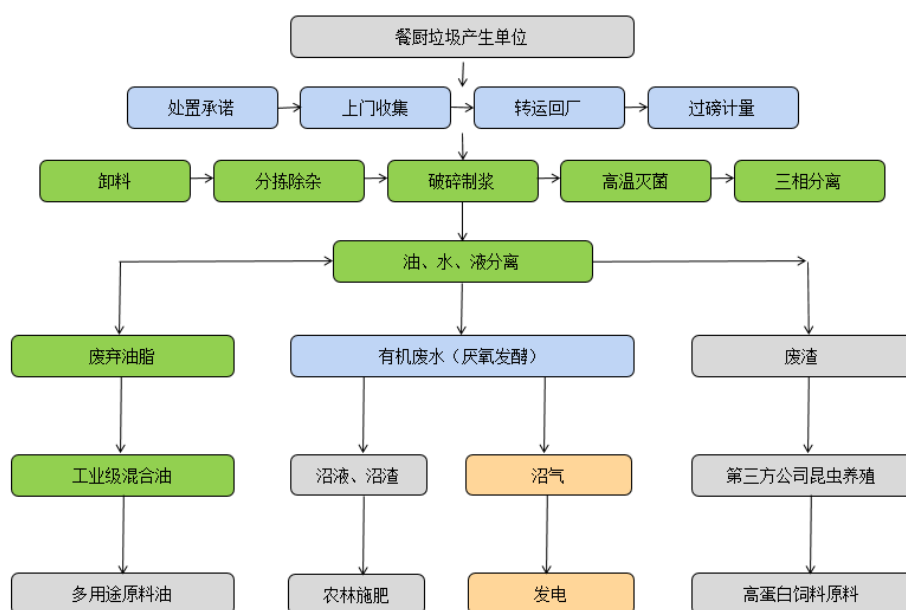 餐厨垃圾产生单位
处置承诺
上门收集
转运回厂
过磅计量
卸料
分拣除杂
破碎制浆
高温灭菌
三相分离
油、水、液分离
废弃油脂
有机废水（厌氧发酵）
废渣
工业级混合油
沼液、沼渣
沼气
第三方公司昆虫养殖
多用途原料油
农林施肥
发电
高蛋白饲料原料